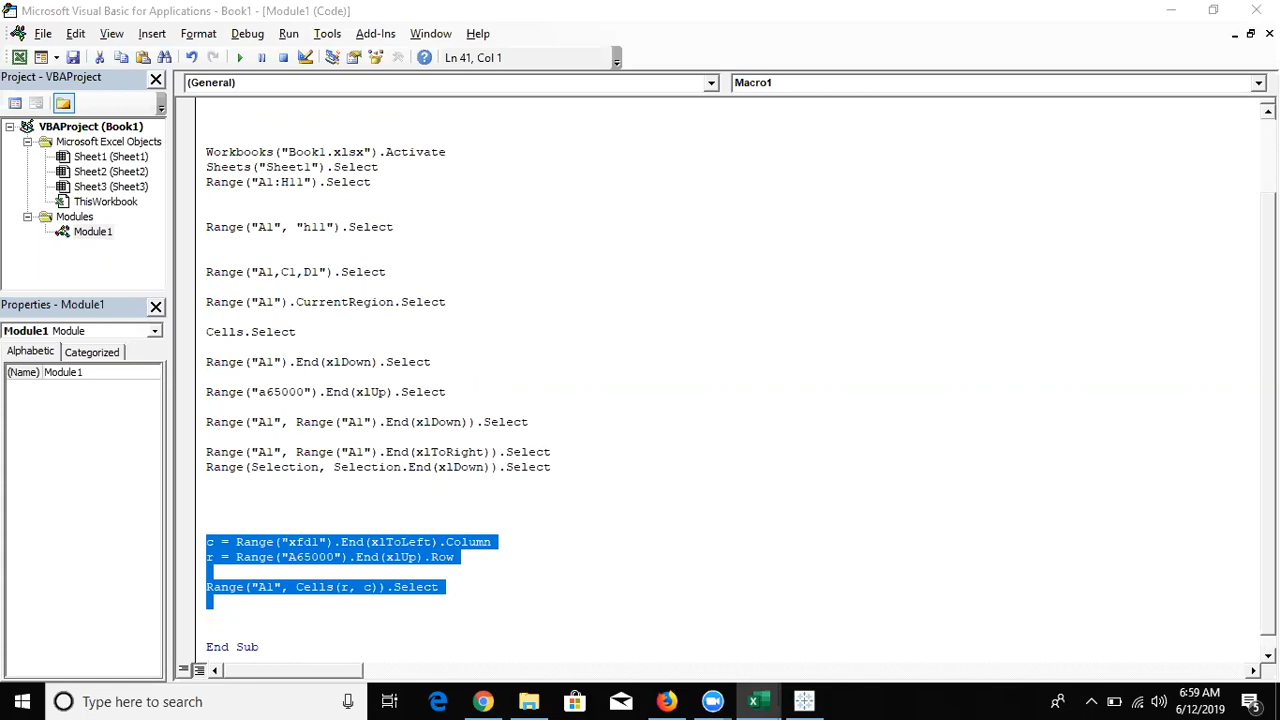 Microsoft Visual Basic for Applications - Book1 - [Module1 (Code)]
File Edit View Insert Format Debug Run Tools Add-Ins Window Help
Ln 41, Col 1
Project - VBAProject
(General)
Macro1
VBAProject (Book1)
Microsoft Excel Objects
Sheet1 (Sheet1)
Sheet2 (Sheet2)
Sheet3 (Sheet3)
ThisWorkbook
Modules
Module1
Properties - Module1
Module1 Module
Alphabetic Categorized
(Name) Module1
Workbooks("Book1.xlsx").Activate
Sheets("Sheet1").Select
Range("A1:H11").Select
Range("A1", "h11").Select
Range("A1,C1,D1").Select
Range("A1").CurrentRegion.Select
Cells.Select
Range("A1").End(xlDown).Select
Range("a65000").End(xlUp).Select
Range("A1", Range("A1").End(xlDown)).Select
Range("A1", Range("A1").End(xlToRight)).Select
Range(Selection, Selection.End(xlDown)).Select
c = Range("xfd1").End(xlToLeft).Column
r = Range("A65000").End(xlUp).Row
Range("A1", Cells(r, c)).Select
End Sub
Type here to search
6:59 AM
6/12/2019
5